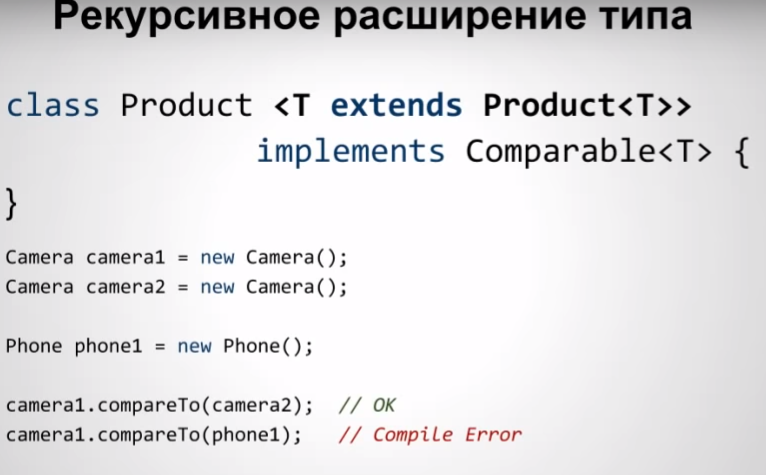 Рекурсивное расширение типа
class Product <T extends Product<T>>
implements Comparable<T> {
}
Camera camera1 = new Camera();
Camera camera2 = new Camera();
Phone phone1 = new Phone();
camera1.compareTo(camera2); // OK
camera1.compareTo(phone1); // Compile Error